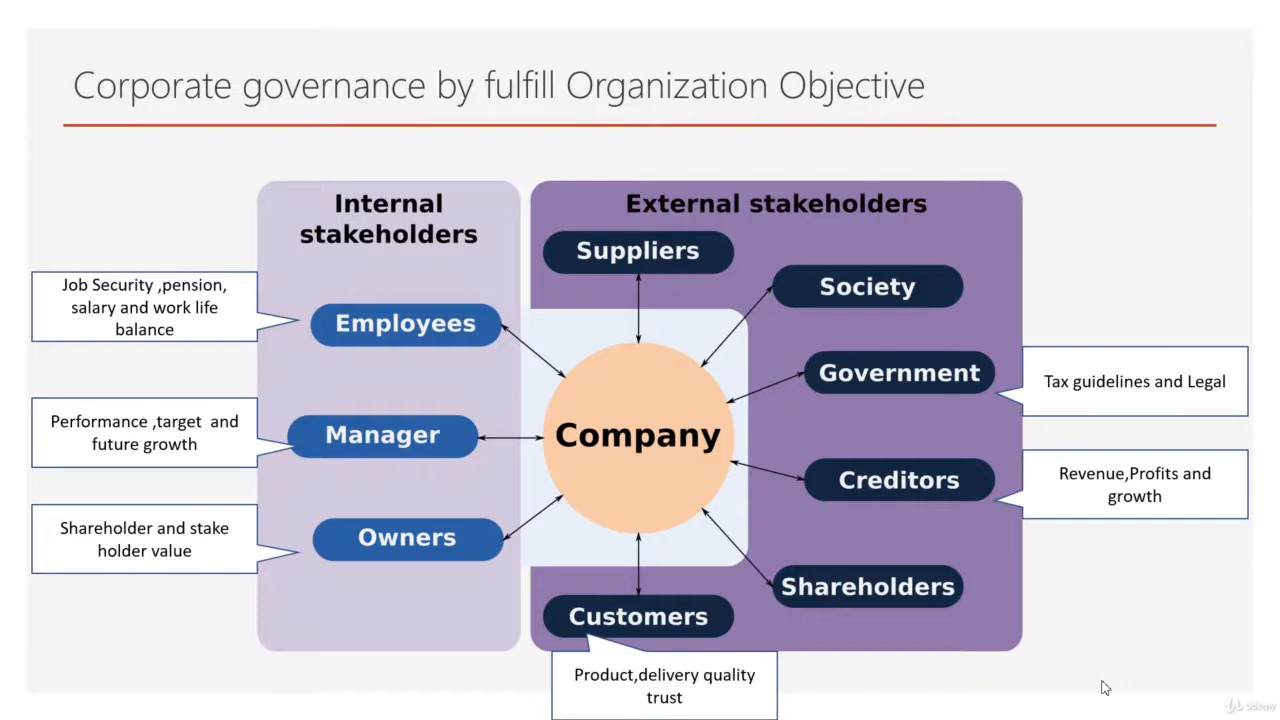 Corporate governance by fulfill Organization Objective
Internal
stakeholders
External stakeholders
Suppliers
Society
Job Security ,pension,
salary and work life
balance
Employees
Government
Tax guidelines and Legal
Performance ,target and
future growth
Manager
Company
Creditors
Revenue,Profits and
growth
Shareholder and stake
holder value
Owners
Shareholders
Customers
Product,delivery quality
trust
Udemy